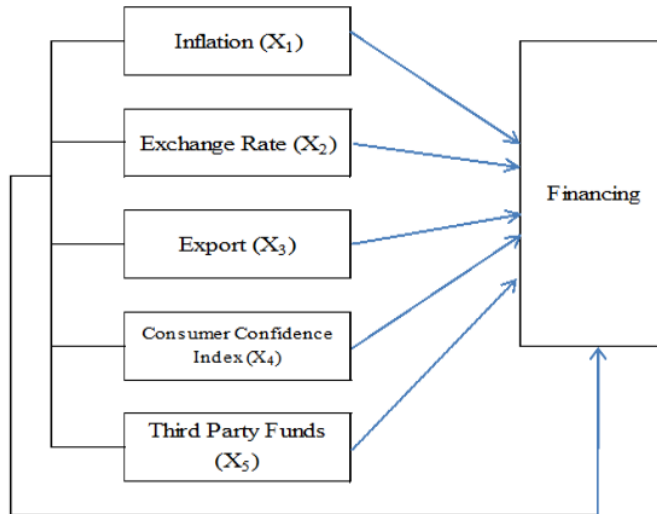 Inflation (X₁)
Exchange Rate (X₂)
Export (X₃)
Consumer Confidence
Index (X₄)
Third Party Funds
(X₅)
Financing